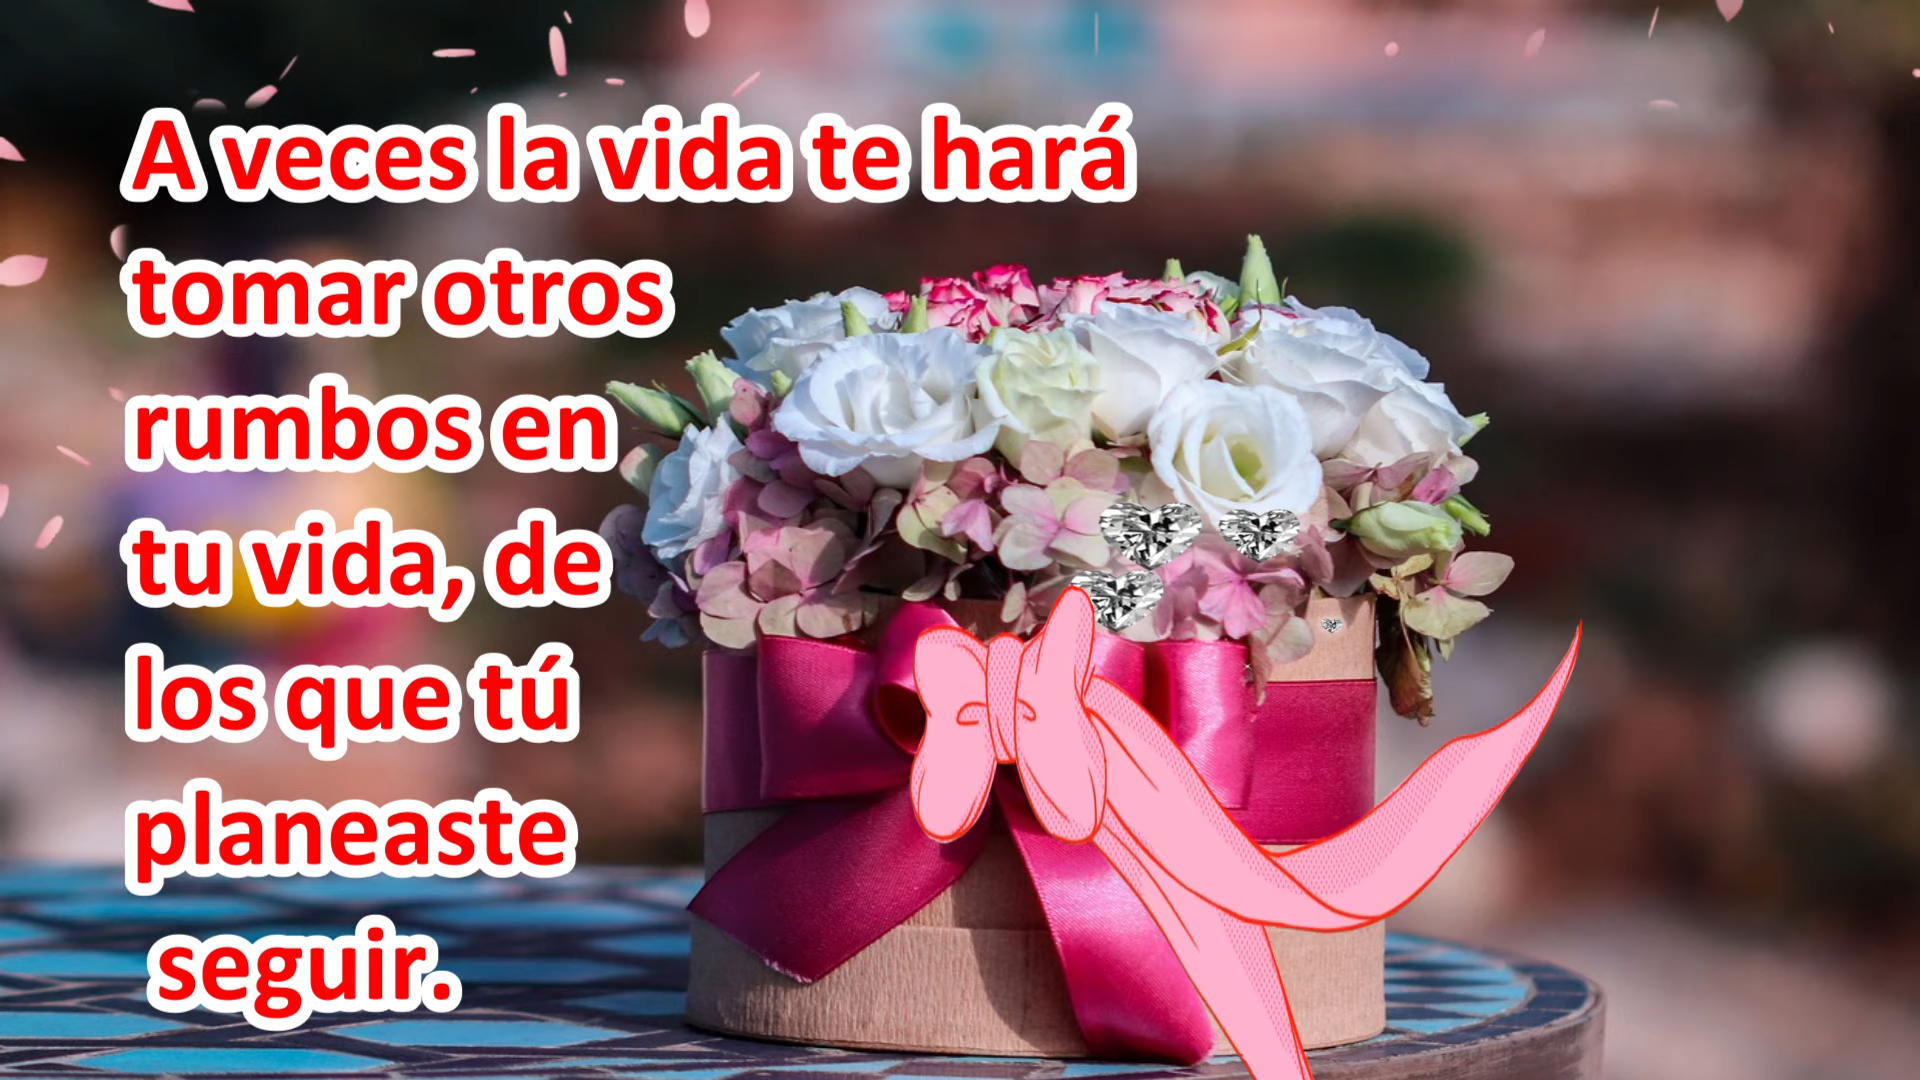 A veces la vida te hará
tomar otros
rumbos en
tu vida, de
los que tú
planeaste
seguir.